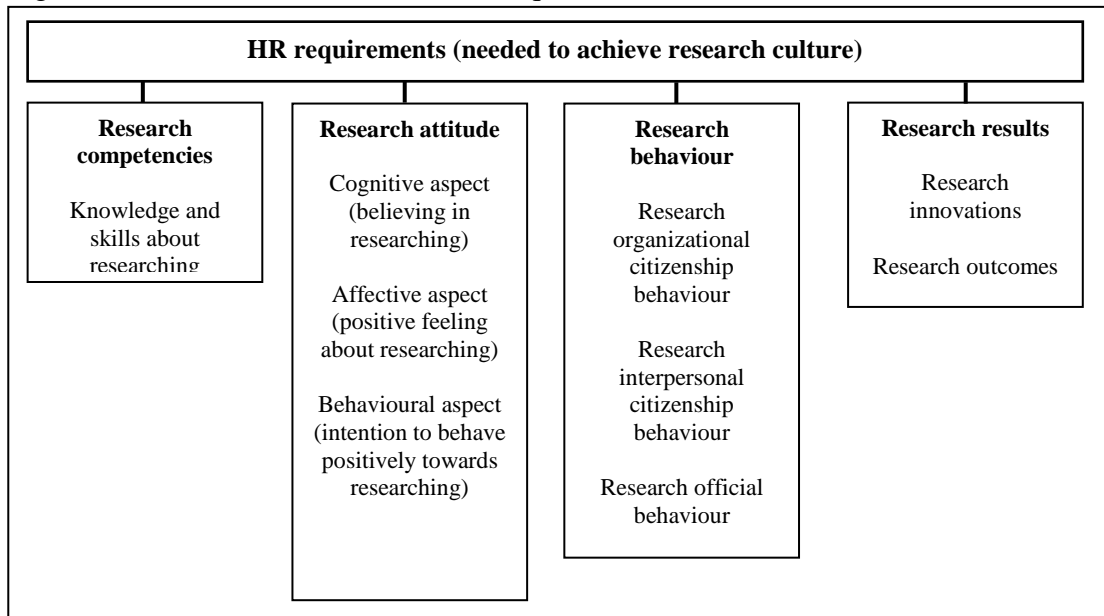 HR requirements (needed to achieve research culture)
Research
competencies
Knowledge and
skills about
researching
Research attitude
Cognitive aspect
(believing in
researching)
Affective aspect
(positive feeling
about researching)
Behavioural aspect
(intention to behave
positively towards
researching)
Research
behaviour
Research
organizational
citizenship
behaviour
Research
interpersonal
citizenship
behaviour
Research official
behaviour
Research results
Research
innovations
Research outcomes